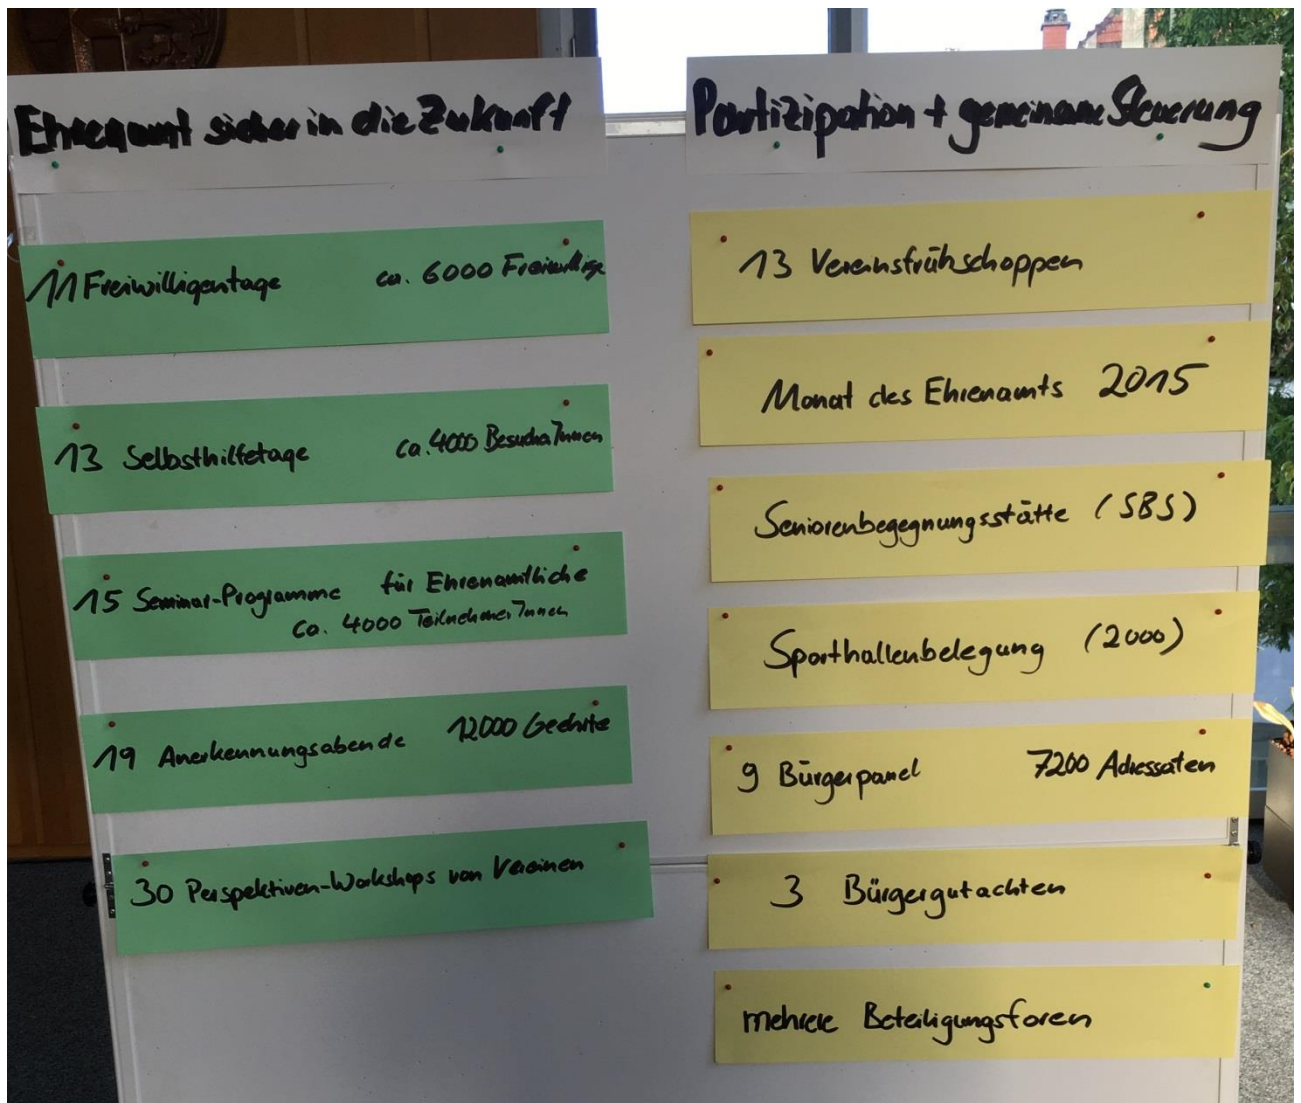 Ehrenamt sicher in die Zukunft
11 Freiwilligentage ca. 6000 Freiwillige
13 Selbsthilfetage ca. 4000 BesucherInnen
15 Seminar-Programme für Ehrenamtliche
ca. 4000 TeilnehmerInnen
19 Anerkennungsabende 12000 Geehrte
30 Perspektiven-Workshops von Vereinen
Partizipation + gemeinsame Steuerung
13 Vereinsfrühschoppen
Monat des Ehrenamts 2015
Seniorenbegegnungsstätte (SBS)
Sporthallenbelegung (2000)
9 Bürgerpanel 7200 Adressaten
3 Bürgergutachten
mehrere Beteiligungsforen